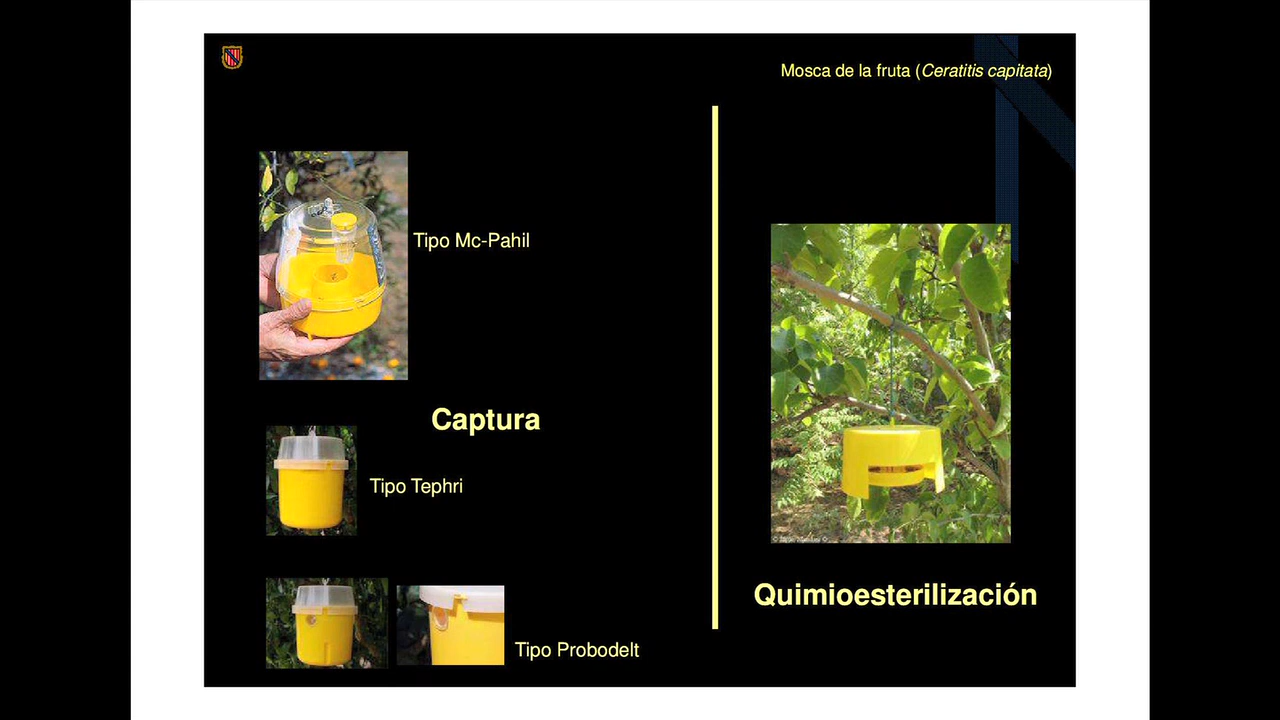 Mosca de la fruta (Ceratitis capitata)
Tipo Mc-Pahil
Captura
Tipo Tephri
Tipo Probodelt
Quimioesterilización